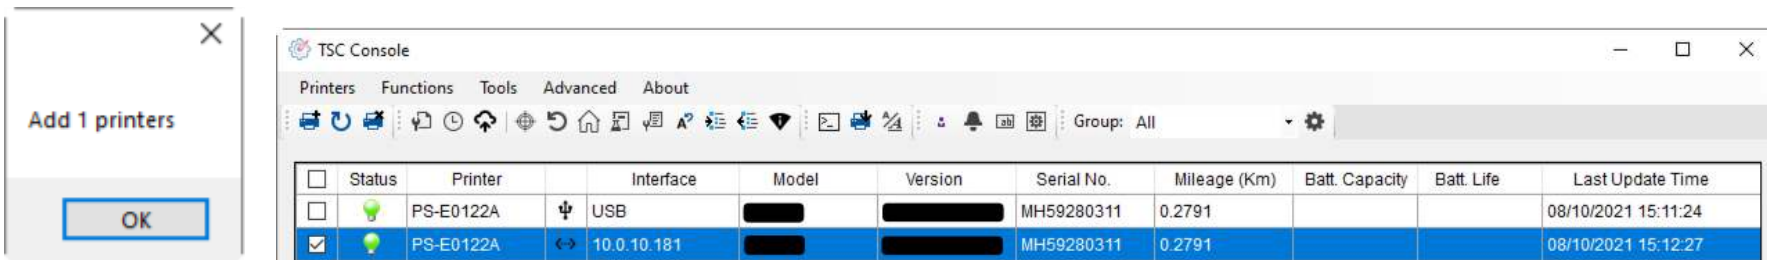 Add 1 printers
OK
TSC Console
Printers Functions Tools Advanced About
Group: All
Status Printer Interface Model Version Serial No. Mileage (Km) Batt. Capacity Batt. Life Last Update Time
PS-E0122A USB MH59280311 0.2791 08/10/2021 15:11:24
PS-E0122A 10.0.10.181 MH59280311 0.2791 08/10/2021 15:12:27